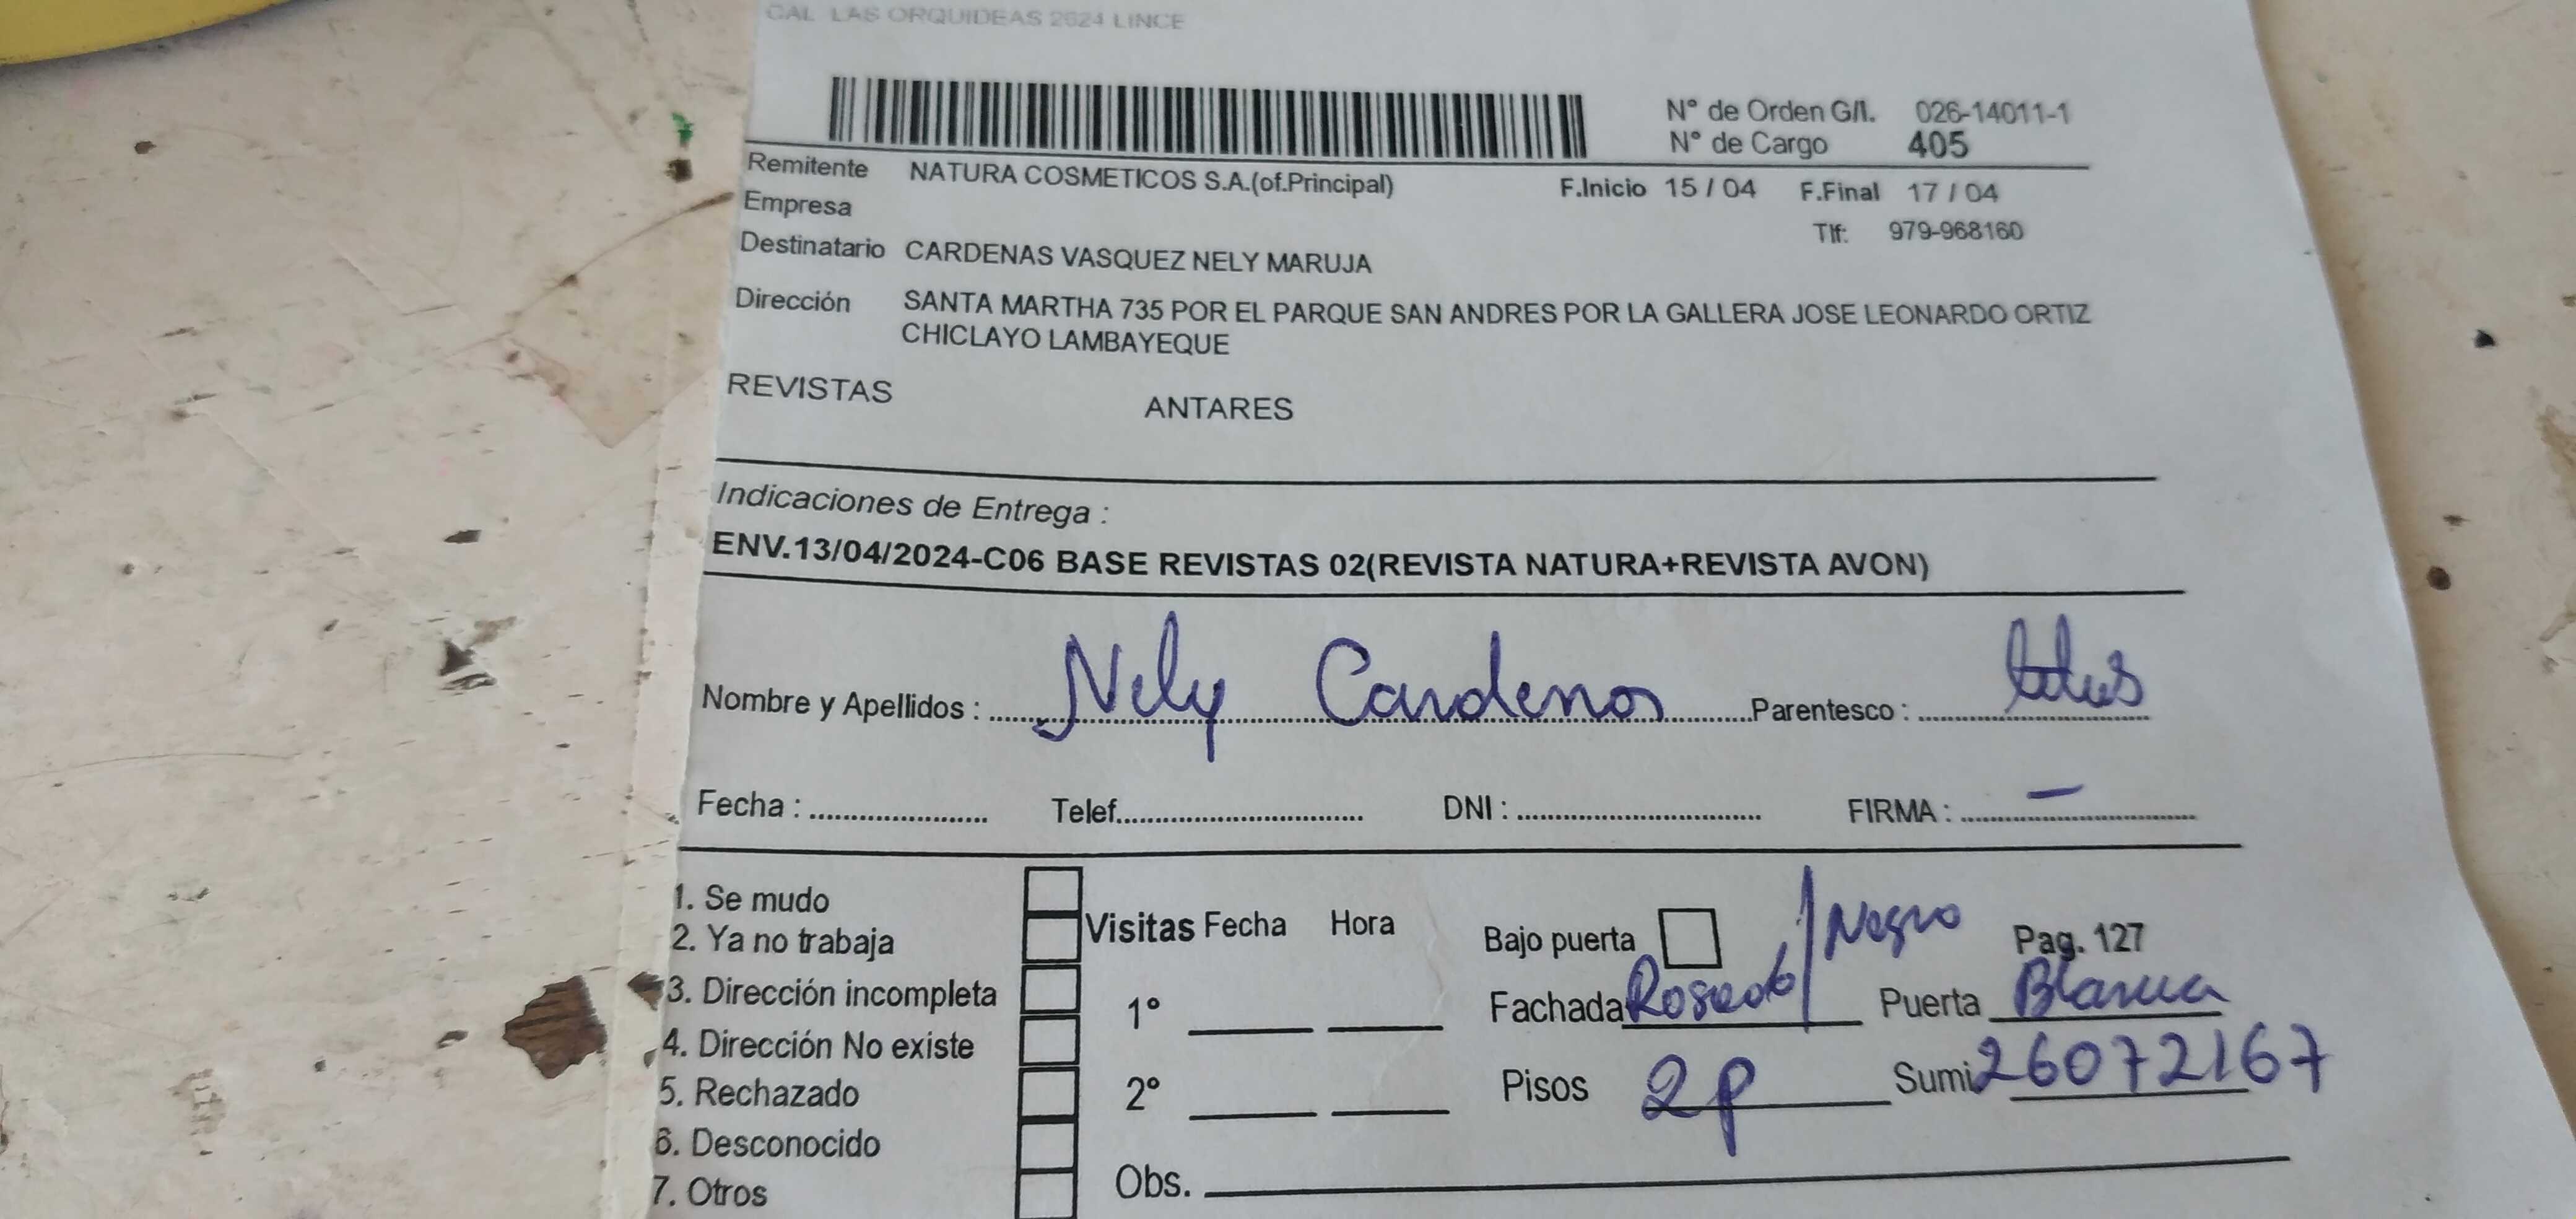 CAL LAS ORQUIDEAS 2624 LINCE
N° de Orden G/I. 026-14011-1
N° de Cargo 405
Remitente NATURA COSMETICOS S.A.(of.Principal) F.Inicio 15 / 04 F.Final 17 / 04
Empresa Tlf: 979-968160
Destinatario CARDENAS VASQUEZ NELY MARUJA
Dirección SANTA MARTHA 735 POR EL PARQUE SAN ANDRES POR LA GALLERA JOSE LEONARDO ORTIZ
CHICLAYO LAMBAYEQUE
REVISTAS ANTARES
Indicaciones de Entrega :
ENV.13/04/2024-C06 BASE REVISTAS 02(REVISTA NATURA+REVISTA AVON)
Nombre y Apellidos : Nely Cardenas Parentesco :
Fecha : Telef. DNI : FIRMA : —
1. Se mudo
2. Ya no trabaja Visitas Fecha Hora Bajo puerta / Negro Pag. 127
3. Dirección incompleta 1° Fachada Rosado Puerta Blanca
4. Dirección No existe
5. Rechazado 2° Pisos 2p Sumi 26072167
6. Desconocido
7. Otros Obs.